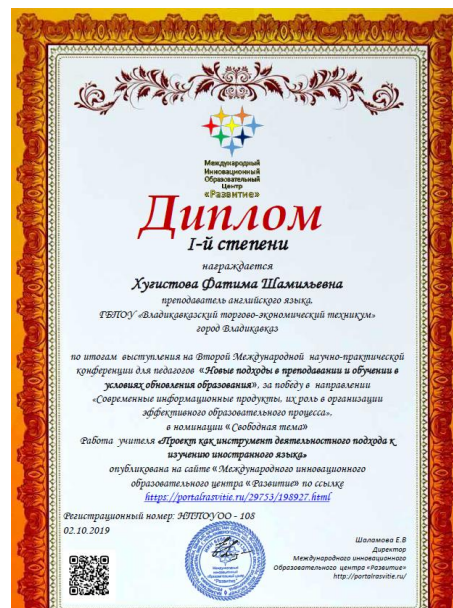 Международный
Инновационный
Образовательный
Центр
«Развитие»
Диплом
I-й степени
награждается
Хугистова Фатима Шамильевна
преподаватель английского языка,
ГБПОУ «Владикавказский торгово-экономический техникум»
город Владикавказ
по итогам выступления на Второй Международной научно-практической
конференции для педагогов «Новые подходы в преподавании и обучении в
условиях обновления образования», за победу в направлении
«Современные информационные продукты, их роль в организации
эффективного образовательного процесса».
в номинации «Свободная тема»
Работа учителя «Проект как инструмент деятельностного подхода к
изучению иностранного языка»
опубликована на сайте «Международного инновационного
образовательного центра «Развитие» по ссылке
https://portalrasvitie.ru/29753/198927.html
Регистрационный номер: НППОУОО - 108
02.10.2019
Шаламова Е.В
Директор
Международного инновационного
Образовательного центра «Развитие»
http://portalrasvitie.ru/